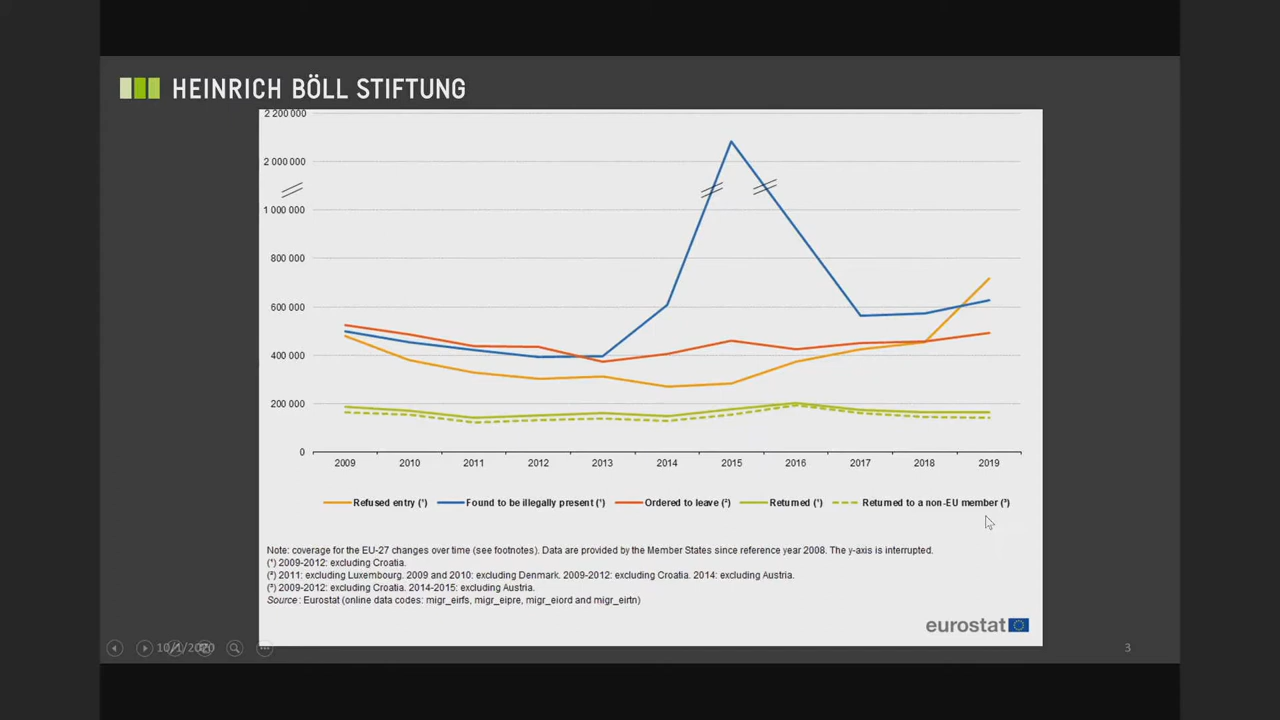 HEINRICH BÖLL STIFTUNG
2 200 000
2 000 000
1 000 000
800 000
600 000
400 000
200 000
0
2009 2010 2011 2012 2013 2014 2015 2016 2017 2018 2019
Refused entry (¹) Found to be illegally present (¹) Ordered to leave (²) Returned (¹) Returned to a non-EU member (³)
Note: coverage for the EU-27 changes over time (see footnotes). Data are provided by the Member States since reference year 2008. The y-axis is interrupted.
(¹) 2009-2012: excluding Croatia.
(²) 2011: excluding Luxembourg. 2009 and 2010: excluding Denmark. 2009-2012: excluding Croatia. 2014: excluding Austria.
(³) 2009-2012: excluding Croatia. 2014-2015: excluding Austria.
Source: Eurostat (online data codes: migr_eirfs, migr_eipre, migr_eiord and migr_eirtn)
eurostat
10/1/2020 3